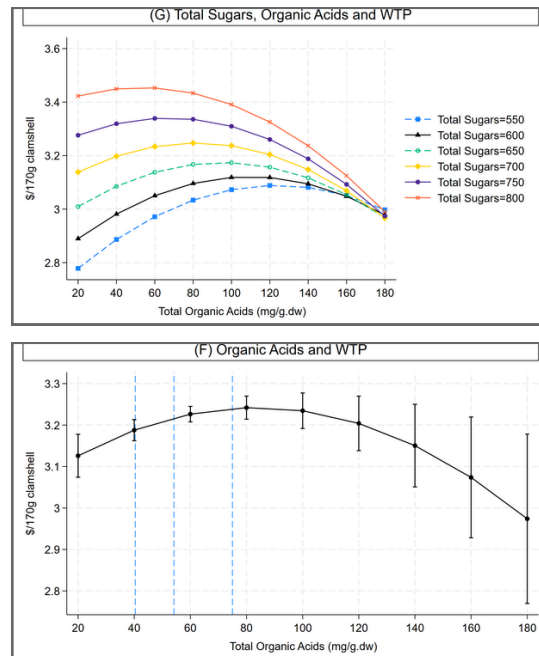 (G) Total Sugars, Organic Acids and WTP
3.6
3.4
3.2
3
2.8
$/170g clamshell
20 40 60 80 100 120 140 160 180
Total Organic Acids (mg/g.dw)
Total Sugars=550
Total Sugars=600
Total Sugars=650
Total Sugars=700
Total Sugars=750
Total Sugars=800
(F) Organic Acids and WTP
3.3
3.2
3.1
3
2.9
2.8
$/170g clamshell
20 40 60 80 100 120 140 160 180
Total Organic Acids (mg/g.dw)